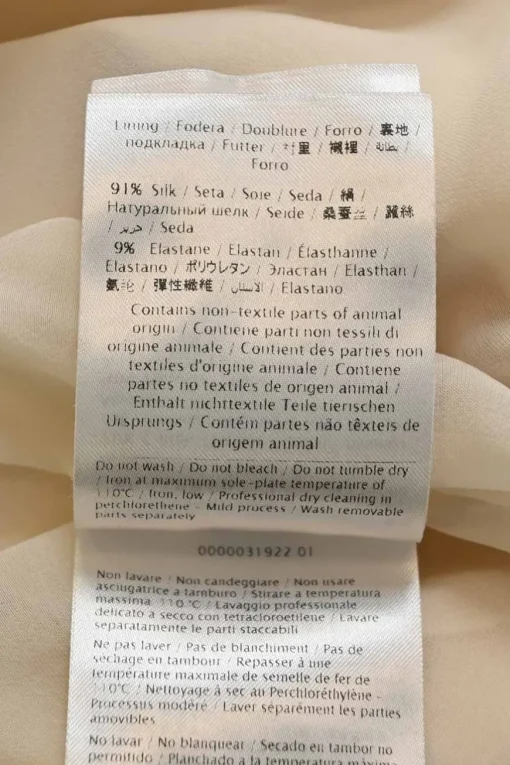 Lining / Fodera / Doublure / Forro / 裏地 /
подкладка / Futter / 衬里 / 襯裡 / بطانة /
Forro
91% Silk / Seta / Soie / Seda / 絹 /
Натуральный шелк / Seide / 桑蚕丝 / 蠶絲
/ حرير / Seda
9% Elastane / Elastan / Élasthanne /
Elastano / ポリウレタン / Эластан / Elasthan /
氨纶 / 彈性纖維 / الاستان / Elastano
Contains non-textile parts of animal
origin / Contiene parti non tessili di
origine animale / Contient des parties non
textiles d'origine animale / Contiene
partes no textiles de origen animal /
Enthält nichttextile Teile tierischen
Ursprungs / Contém partes não têxteis de
origem animal
Do not wash / Do not bleach / Do not tumble dry
/ Iron at maximum sole-plate temperature of
110°C / Iron, low / Professional dry cleaning in
perchlorethene - Mild process / Wash removable
parts separately
0000031922 01
Non lavare / Non candeggiare / Non usare
asciugatrice a tamburo / Stirare a temperatura
massima 110 °C / Lavaggio professionale
delicato a secco con tetracloroetilene / Lavare
separatamente le parti staccabili
Ne pas laver / Pas de blanchiment / Pas de
séchage en tambour / Repasser à une
température maximale de semelle de fer de
110°C / Nettoyage à sec au Perchloréthylène -
Processus modéré / Laver séparément les parties
amovibles
No lavar / No blanquear / Secado en tambor no
permitido / Planchado a la temperatura máxima